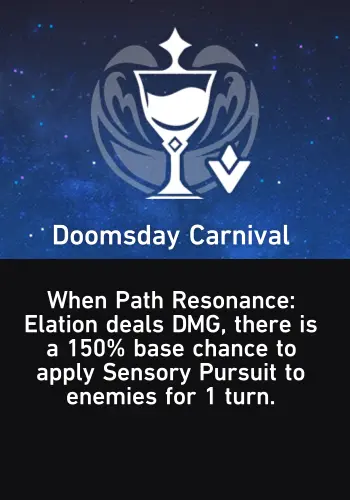 Doomsday Carnival
When Path Resonance:
Elation deals DMG, there is
a 150% base chance to
apply Sensory Pursuit to
enemies for 1 turn.